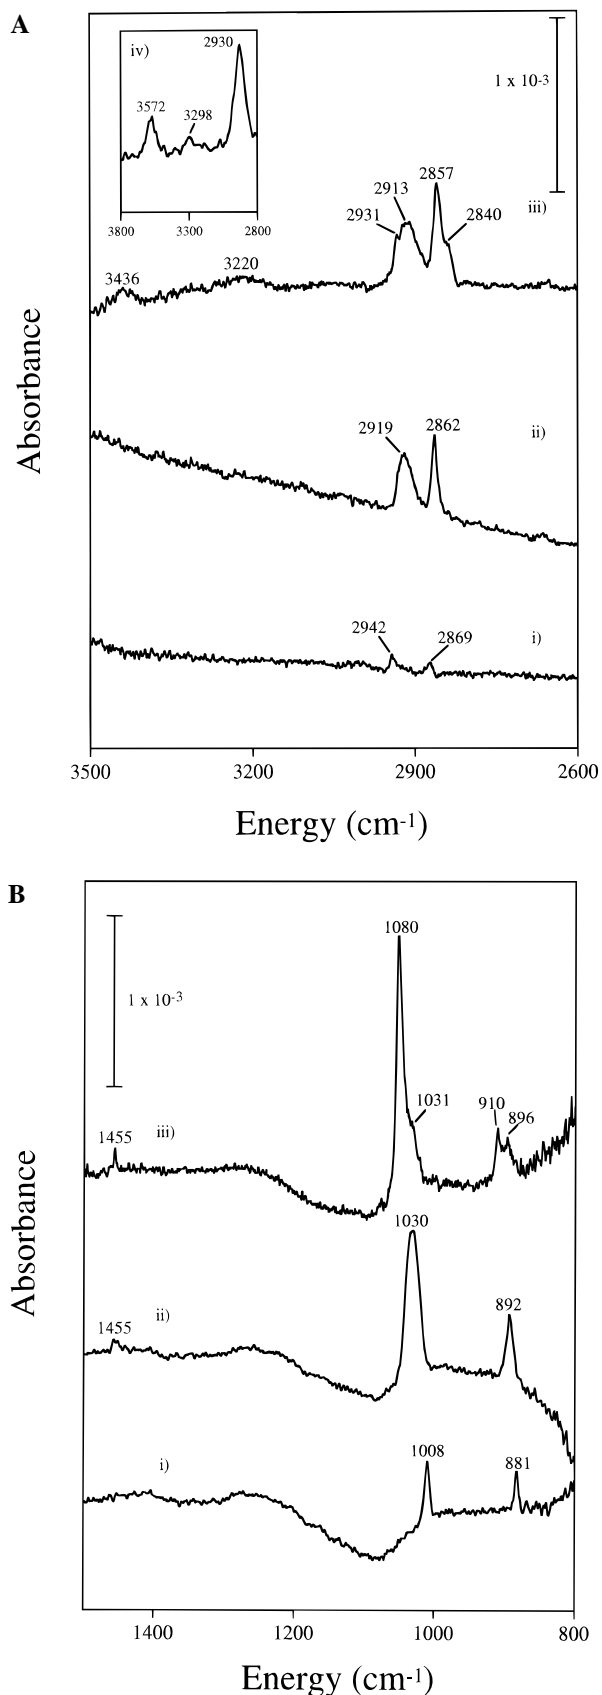 A
iv)
2930
3572
3298
3800
3300
2800
1 x 10-3
2857
2913
2931
2840
iii)
3436
3220
2919
2862
ii)
2942
2869
i)
Absorbance
3500
3200
2900
2600
Energy (cm-1)
B
1080
1 x 10-3
1031
910
896
1455
iii)
1030
1455
ii)
892
i)
1008
881
Absorbance
1400
1200
1000
800
Energy (cm-1)